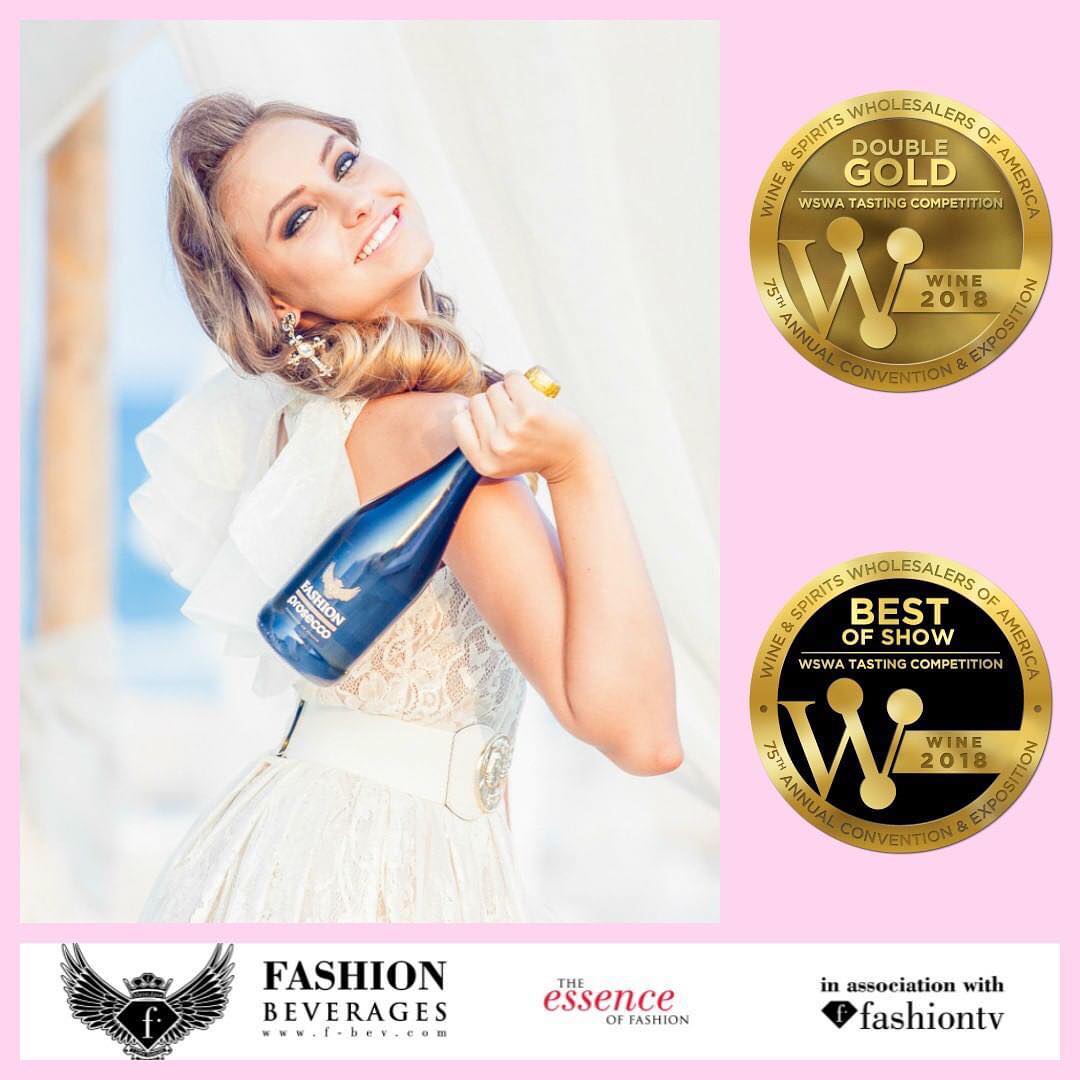 FASHION
prosecco
WINE & SPIRITS WHOLESALERS OF AMERICA
DOUBLE
GOLD
WSWA TASTING COMPETITION
W
WINE
2018
75TH ANNUAL CONVENTION & EXPOSITION
WINE & SPIRITS WHOLESALERS OF AMERICA
BEST
OF SHOW
WSWA TASTING COMPETITION
W
WINE
2018
75TH ANNUAL CONVENTION & EXPOSITION
f.
FASHION
BEVERAGES
www.f-bev.com
THE
essence
OF FASHION
in association with
f fashiontv